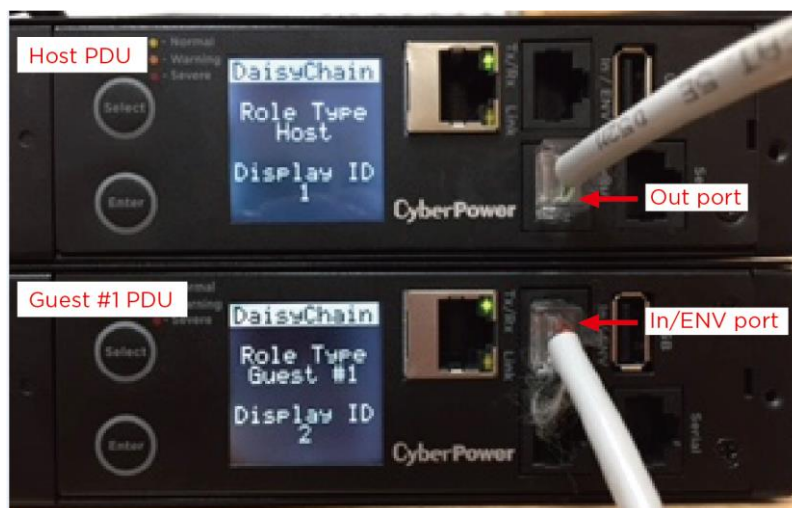 Host PDU
- Normal
- Warning
- Severe
Select
Enter
DaisyChain
Role Type
Host
Display ID
1
Tx/Rx
Link
In / ENV
CyberPower
Out port
Guest #1 PDU
Select
Enter
DaisyChain
Role Type
Guest #1
Display ID
2
Tx/Rx
Link
CyberPower
In/ENV port
Serial